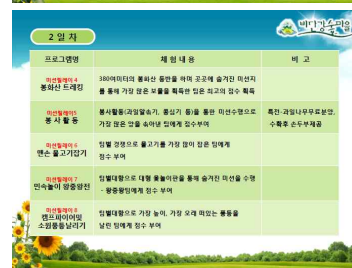 비단강숲마을
2 일 차
프로그램명 체 험 내 용 비 고
미션릴레이 4
봉화산 트레킹
380여미터의 봉화산 등반을 하며 곳곳에 숨겨진 미션지
를 통해 가장 많은 보물을 획득한 팀은 최고의 점수 획득
미션릴레이5
봉 사 활 동
봉사활동(과일알솎기, 콩심기 등)을 통한 미션수행으로
가장 많은 알을 솎아낸 팀에게 점수부여
특전-과일나무무료분양,
수확후 손두부제공
미션릴레이 6
맨손 물고기잡기
팀별 경쟁으로 물고기를 가장 많이 잡은 팀에게
점수 부여
미션릴레이 7
민속놀이 왕중왕전
팀별대항으로 대형 윷놀이판을 통해 숨겨진 미션을 수행
- 왕중왕팀에게 점수 부여
미션릴레이 8
캠프파이어및
소원풍등날리기
팀별대항으로 가장 높이, 가장 오래 떠있는 풍등을
날린 팀에게 점수 부여